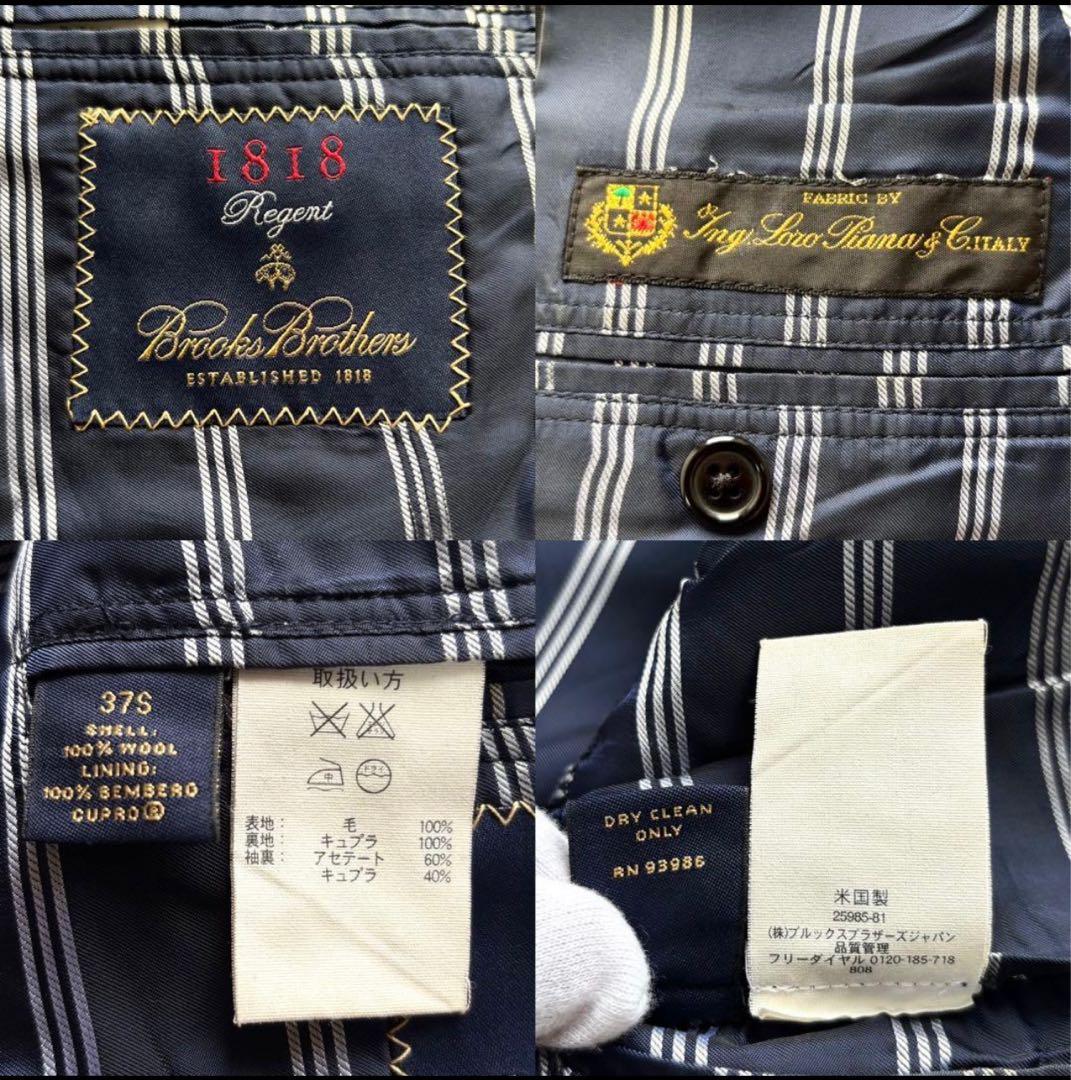 1818
Regent
Brooks Brothers
ESTABLISHED 1818
FABRIC BY
Ing. Loro Piana & C. ITALY
37S
SHELL:
100% WOOL
LINING:
100% BEMBERG
CUPRO®
取扱い方
中 ドライ
表地: 毛 100%
裏地: キュプラ 100%
袖裏: アセテート 60%
キュプラ 40%
DRY CLEAN
ONLY
RN 93986
米国製
25985-81
(株)ブルックスブラザーズジャパン
品質管理
フリーダイヤル 0120-185-718
808